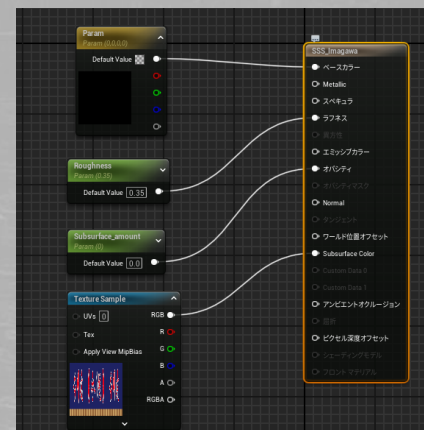 Param
Param (0,0,0,0)
Default Value
Roughness
Param (0.35)
Default Value 0.35
Subsurface_amount
Param (0)
Default Value 0.0
Texture Sample
UVs 0
RGB
Tex
R
Apply View MipBias
G
B
A
RGBA
SSS_Imagawa
ベースカラー
Metallic
スペキュラ
ラフネス
異方性
エミッシブカラー
オパシティ
オパシティマスク
Normal
タンジェント
ワールド位置オフセット
Subsurface Color
Custom Data 0
Custom Data 1
アンビエントオクルージョン
屈折
ピクセル深度オフセット
シェーディングモデル
フロント マテリアル